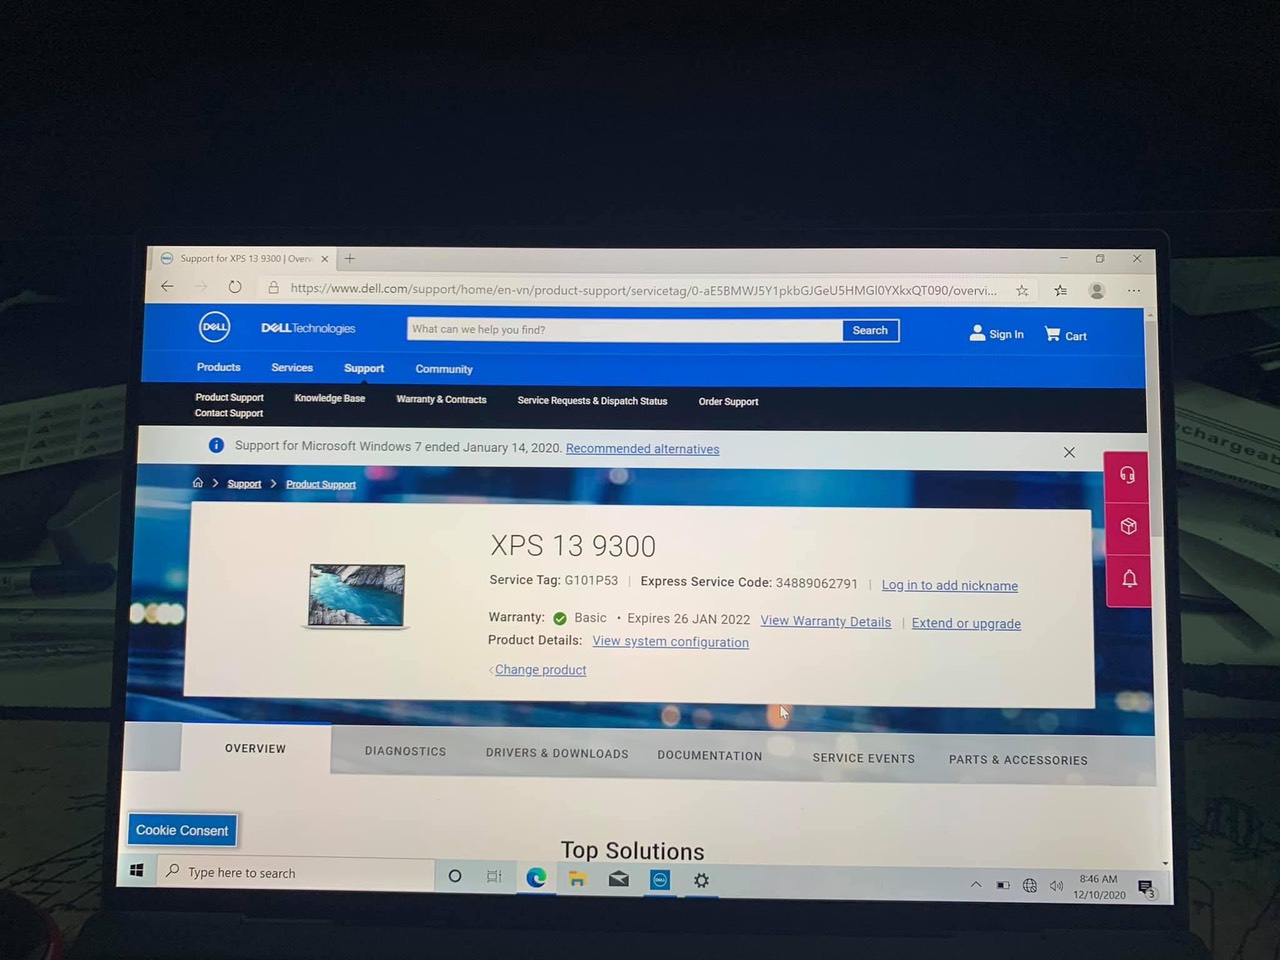 Support for XPS 13 9300 | Overv
https://www.dell.com/support/home/en-vn/product-support/servicetag/0-aE5BMWJ5Y1pkbGJGeU5HMGl0YXkxQT090/overvi...
DELL
DELL Technologies
What can we help you find?
Search
Sign In
Cart
Products
Services
Support
Community
Product Support
Knowledge Base
Warranty & Contracts
Service Requests & Dispatch Status
Order Support
Contact Support
Support for Microsoft Windows 7 ended January 14, 2020. Recommended alternatives
Support
Product Support
XPS 13 9300
Service Tag: G101P53 | Express Service Code: 34889062791 | Log in to add nickname
Warranty: Basic • Expires 26 JAN 2022 View Warranty Details | Extend or upgrade
Product Details: View system configuration
Change product
OVERVIEW
DIAGNOSTICS
DRIVERS & DOWNLOADS
DOCUMENTATION
SERVICE EVENTS
PARTS & ACCESSORIES
Cookie Consent
Top Solutions
Type here to search
DELL
8:46 AM
12/10/2020
3